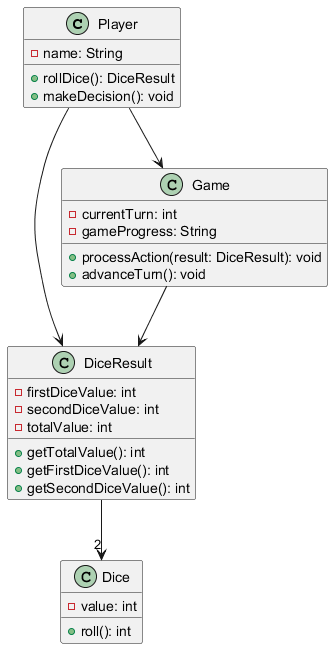 C Player
name: String
rollDice(): DiceResult
makeDecision(): void
C Game
currentTurn: int
gameProgress: String
processAction(result: DiceResult): void
advanceTurn(): void
C DiceResult
firstDiceValue: int
secondDiceValue: int
totalValue: int
getTotalValue(): int
getFirstDiceValue(): int
getSecondDiceValue(): int
2
C Dice
value: int
roll(): int